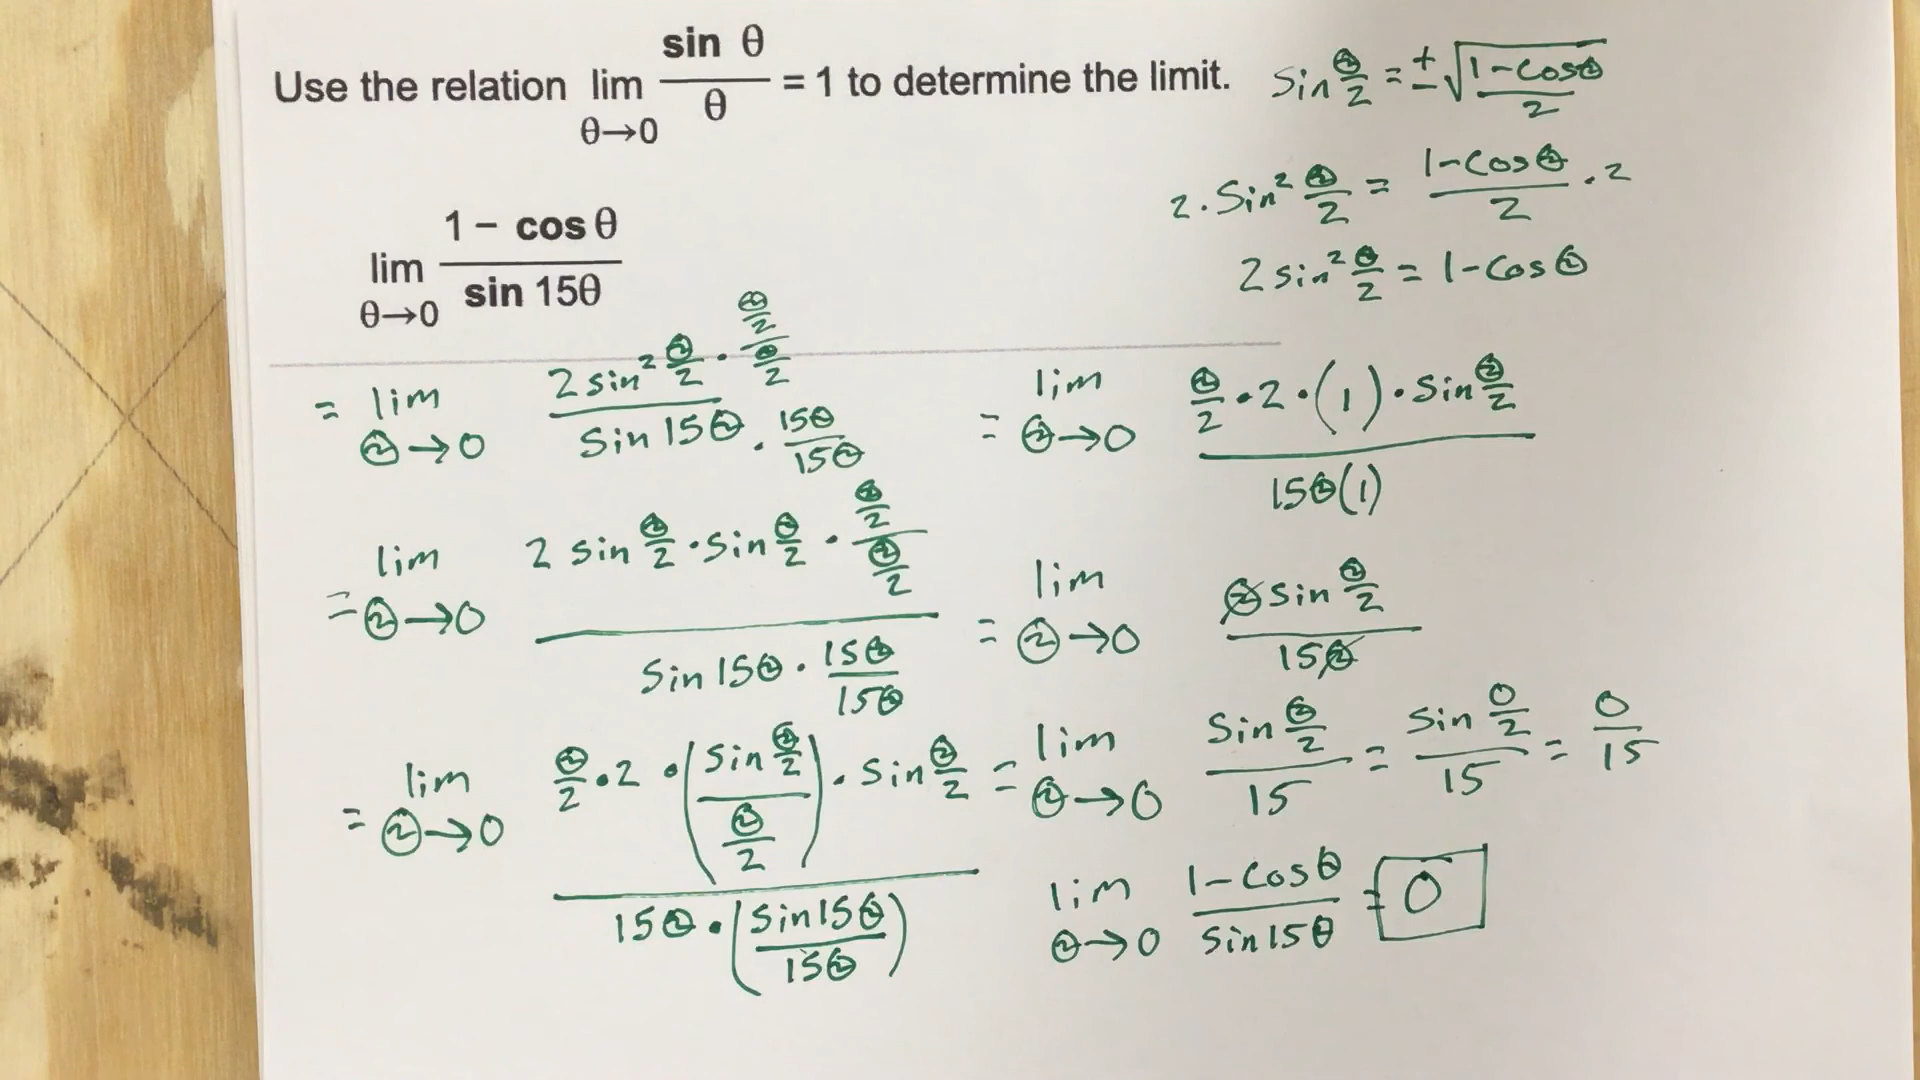 Use the relation lim θ→0 sin θ / θ = 1 to determine the limit.
lim θ→0 (1 − cos θ) / (sin 15θ)
sin θ/2 = ± √((1 - cos θ)/2)
2 · sin² θ/2 = (1 - cos θ)/2 · 2
2 sin² θ/2 = 1 - cos θ
= lim θ→0 (2 sin² θ/2 · (θ/2)/(θ/2)) / (sin 15θ · 15θ/15θ)
= lim θ→0 (2 sin θ/2 · sin θ/2 · (θ/2)/(θ/2)) / (sin 15θ · 15θ/15θ)
= lim θ→0 (θ/2 · 2 · ((sin θ/2)/(θ/2)) · sin θ/2) / (15θ · (sin 15θ / 15θ))
= lim θ→0 (θ/2 · 2 · (1) · sin θ/2) / (15θ(1))
= lim θ→0 (θ sin θ/2) / (15θ)
= lim θ→0 (sin θ/2)/15 = (sin 0/2)/15 = 0/15
lim θ→0 (1 - cos θ)/(sin 15θ) = 0